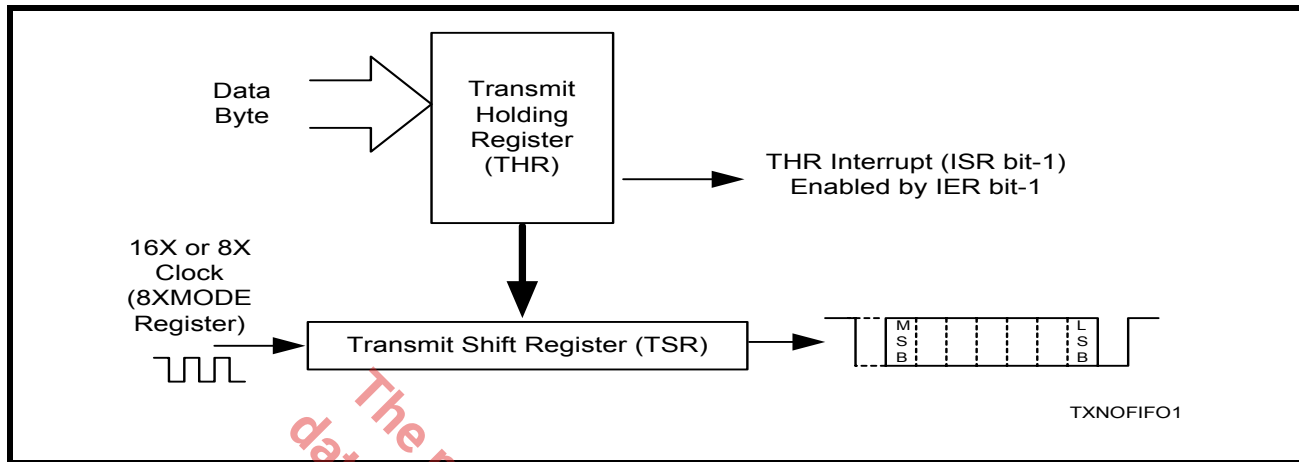 Data
Byte
Transmit
Holding
Register
(THR)
THR Interrupt (ISR bit-1)
Enabled by IER bit-1
16X or 8X
Clock
(8XMODE
Register)
Transmit Shift Register (TSR)
M
S
B
L
S
B
TXNOFIFO1
The